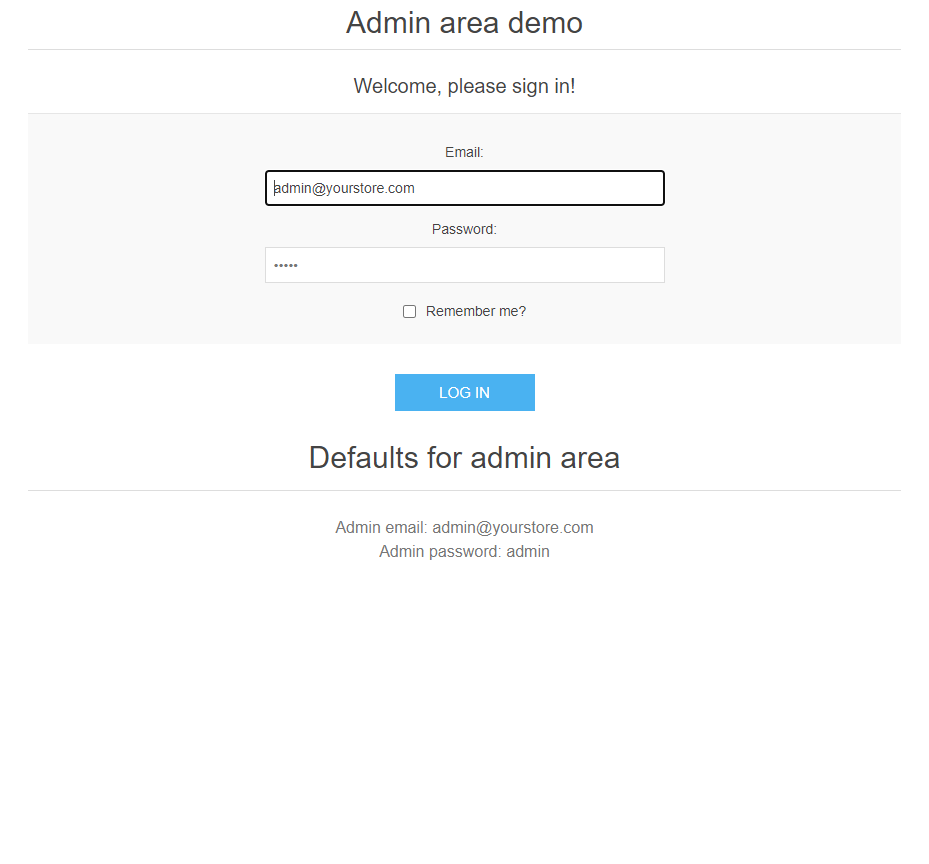 Admin area demo
Welcome, please sign in!
Email:
admin@yourstore.com
Password:
•••••
Remember me?
LOG IN
Defaults for admin area
Admin email: admin@yourstore.com
Admin password: admin